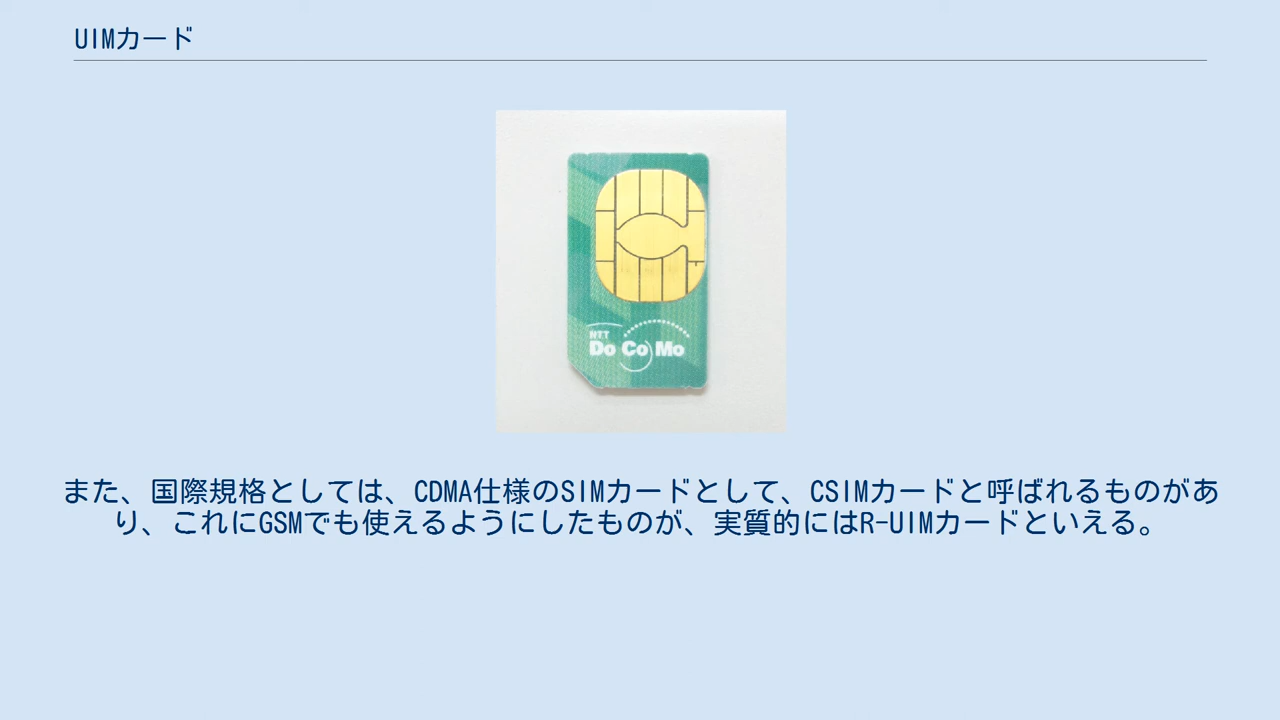 UIMカード
NTT
DoCoMo
また、国際規格としては、CDMA仕様のSIMカードとして、CSIMカードと呼ばれるものがあ
り、これにGSMでも使えるようにしたものが、実質的にはR-UIMカードといえる。